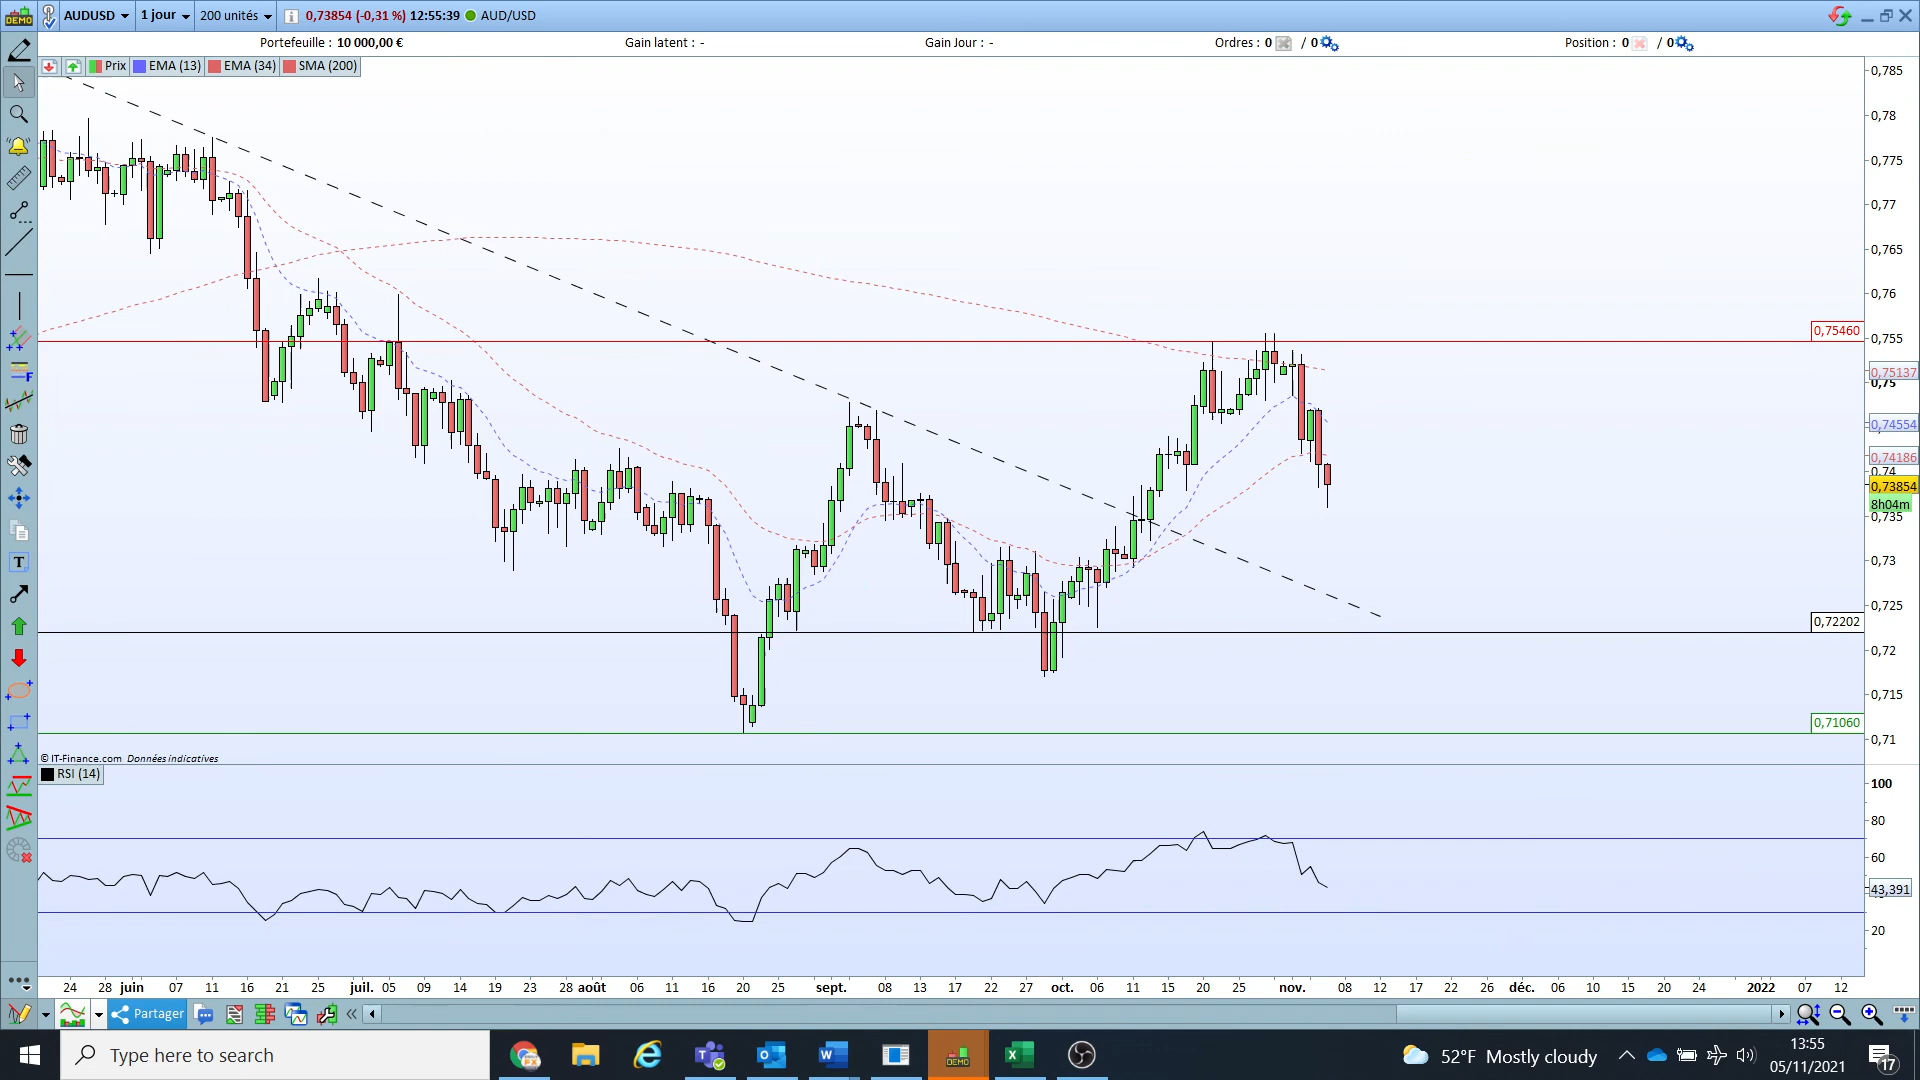 DEMO AUDUSD 1 jour 200 unités 0,73854 (-0,31 %) 12:55:39 AUD/USD
Portefeuille : 10 000,00 € Gain latent : - Gain Jour : - Ordres : 0 / 0 Position : 0 / 0
Prix EMA (13) EMA (34) SMA (200)
0,785
0,78
0,775
0,77
0,765
0,76
0,75460
0,755
0,75137
0,75
0,74554
0,74186
0,74
0,73854
8h04m
0,735
0,73
0,725
0,72202
0,72
0,715
0,71060
0,71
© IT-Finance.com Données indicatives
RSI (14)
100
80
60
43,391
20
24 28 juin 07 11 16 21 25 juil. 05 09 14 19 23 28 août 06 11 16 20 25 sept. 08 13 17 22 27 oct. 06 11 15 20 25 nov. 08 12 17 22 26 déc. 06 10 15 20 24 2022 07 12
Partager
Type here to search
DEMO
52°F Mostly cloudy
13:55
05/11/2021
17